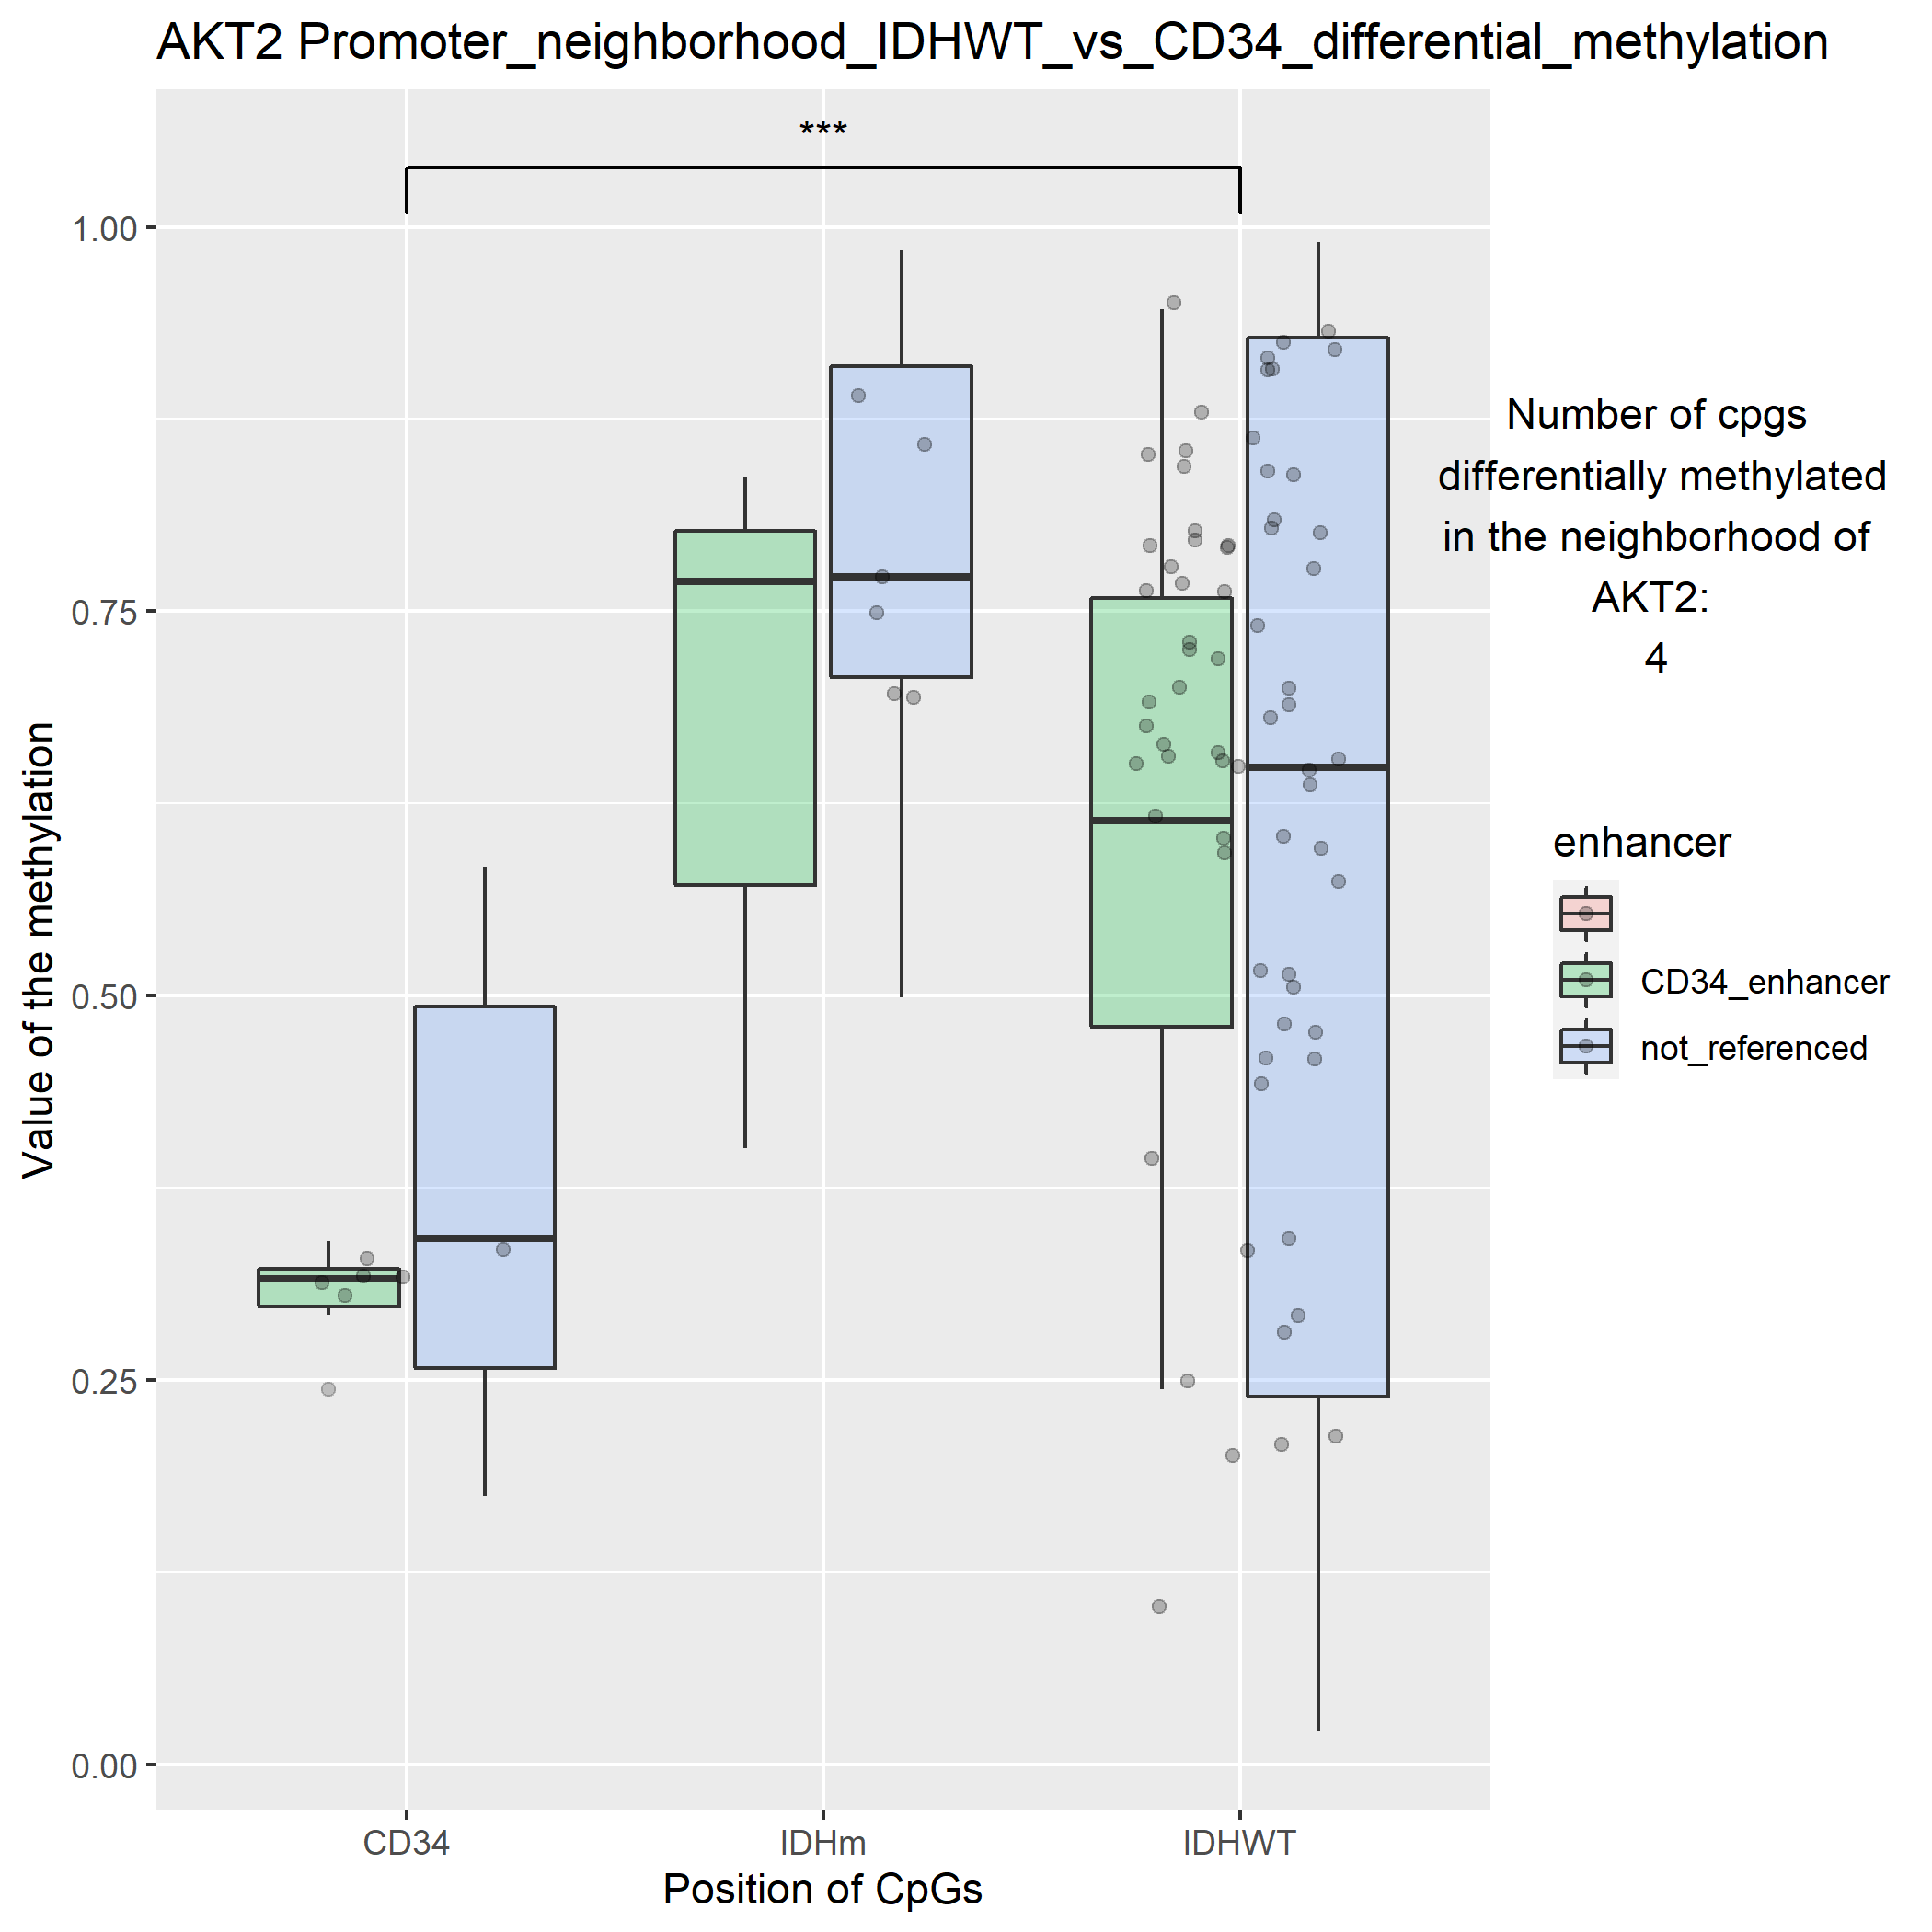 AKT2 Promoter_neighborhood_IDHWT_vs_CD34_differential_methylation
***
1.00
0.75
0.50
0.25
0.00
Value of the methylation
CD34
IDHm
IDHWT
Position of CpGs
Number of cpgs
differentially methylated
in the neighborhood of
AKT2:
4
enhancer
CD34_enhancer
not_referenced